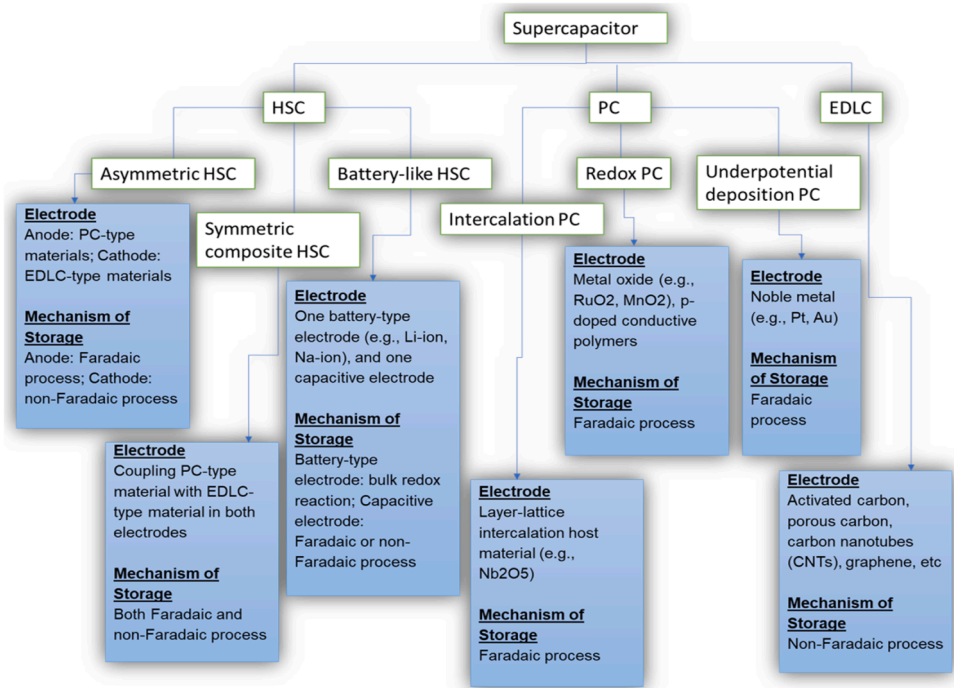 Supercapacitor
HSC
PC
EDLC
Asymmetric HSC
Battery-like HSC
Redox PC
Underpotential
deposition PC
Symmetric
composite HSC
Intercalation PC
Electrode
Anode: PC-type
materials; Cathode:
EDLC-type materials
Mechanism of
Storage
Anode: Faradaic
process; Cathode:
non-Faradaic process
Electrode
Coupling PC-type
material with EDLC-
type material in both
electrodes
Mechanism of
Storage
Both Faradaic and
non-Faradaic process
Electrode
One battery-type
electrode (e.g., Li-ion,
Na-ion), and one
capacitive electrode
Mechanism of
Storage
Battery-type
electrode: bulk redox
reaction; Capacitive
electrode:
Faradaic or non-
Faradaic process
Electrode
Layer-lattice
intercalation host
material (e.g.,
Nb2O5)
Mechanism of
Storage
Faradaic process
Electrode
Metal oxide (e.g.,
RuO2, MnO2), p-
doped conductive
polymers
Mechanism of
Storage
Faradaic process
Electrode
Noble metal
(e.g., Pt, Au)
Mechanism
of Storage
Faradaic
process
Electrode
Activated carbon,
porous carbon,
carbon nanotubes
(CNTs), graphene, etc
Mechanism of
Storage
Non-Faradaic process